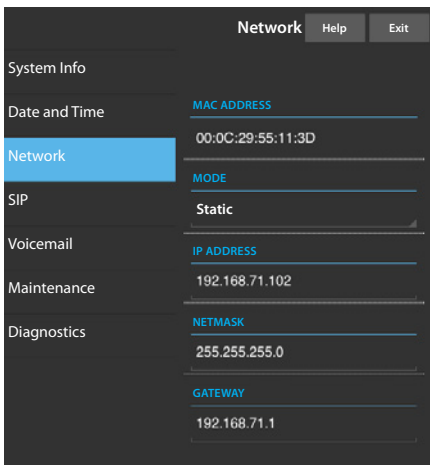 Network Help Exit
System Info
Date and Time
Network
SIP
Voicemail
Maintenance
Diagnostics
MAC ADDRESS
00:0C:29:55:11:3D
MODE
Static
IP ADDRESS
192.168.71.102
NETMASK
255.255.255.0
GATEWAY
192.168.71.1